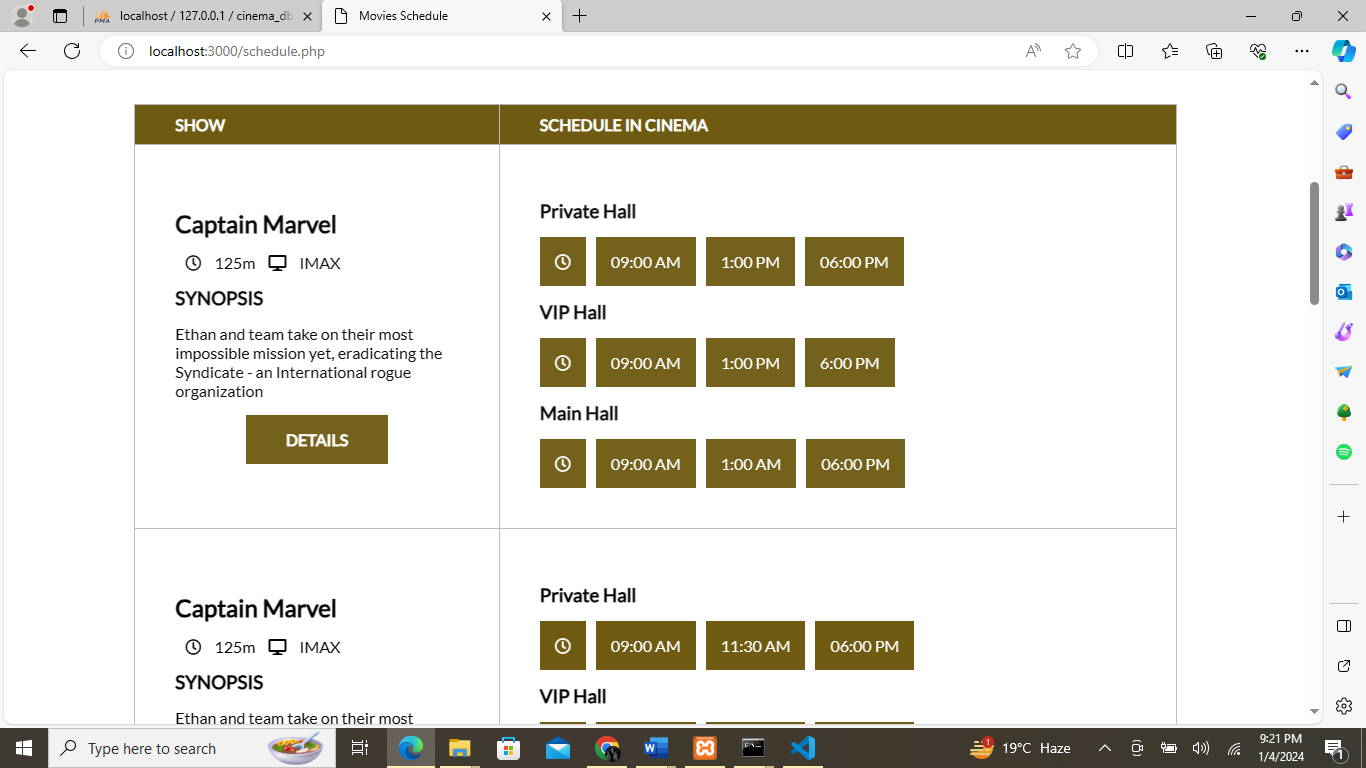 localhost / 127.0.0.1 / cinema_db
Movies Schedule
localhost:3000/schedule.php
SHOW
SCHEDULE IN CINEMA
Captain Marvel
125m IMAX
SYNOPSIS
Ethan and team take on their most
impossible mission yet, eradicating the
Syndicate - an International rogue
organization
DETAILS
Private Hall
09:00 AM 1:00 PM 06:00 PM
VIP Hall
09:00 AM 1:00 PM 6:00 PM
Main Hall
09:00 AM 1:00 AM 06:00 PM
Captain Marvel
125m IMAX
SYNOPSIS
Ethan and team take on their most
Private Hall
09:00 AM 11:30 AM 06:00 PM
VIP Hall
Type here to search
1
19°C Haze
9:21 PM
1/4/2024
1